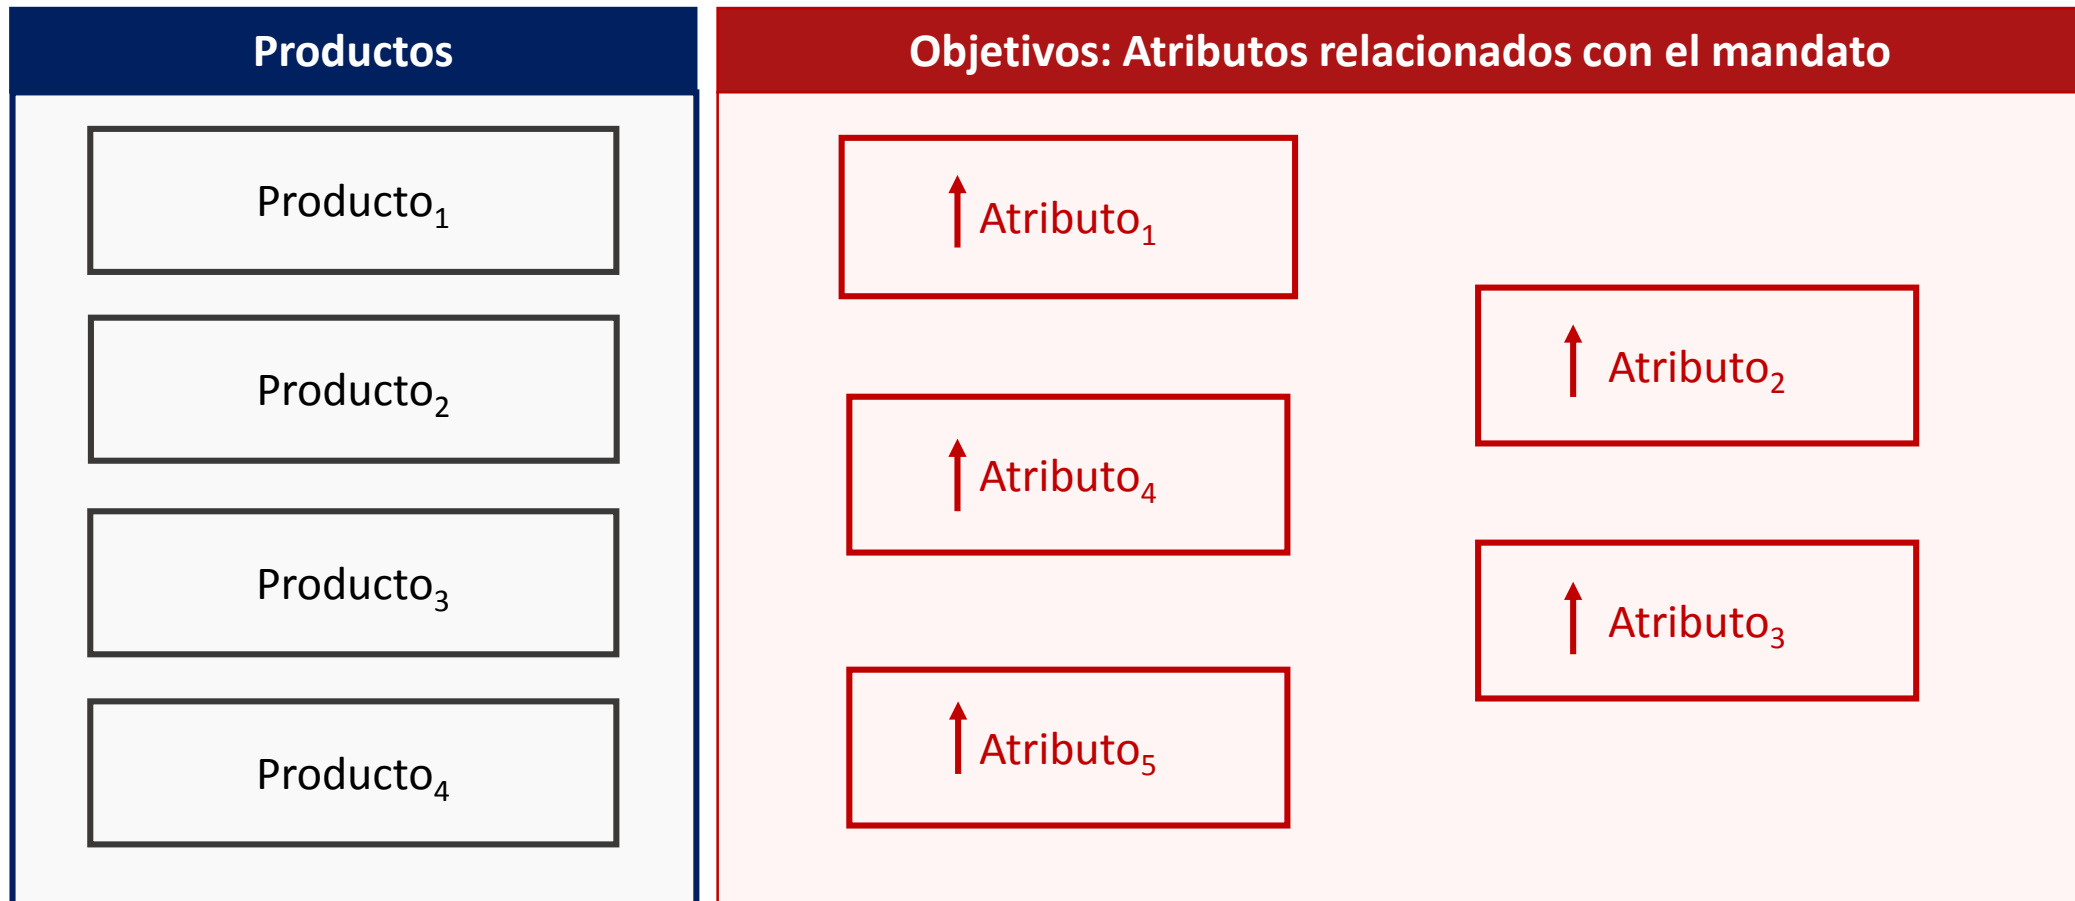 Productos
Objetivos: Atributos relacionados con el mandato
Producto₁
Producto₂
Producto₃
Producto₄
Atributo₁
Atributo₂
Atributo₄
Atributo₃
Atributo₅